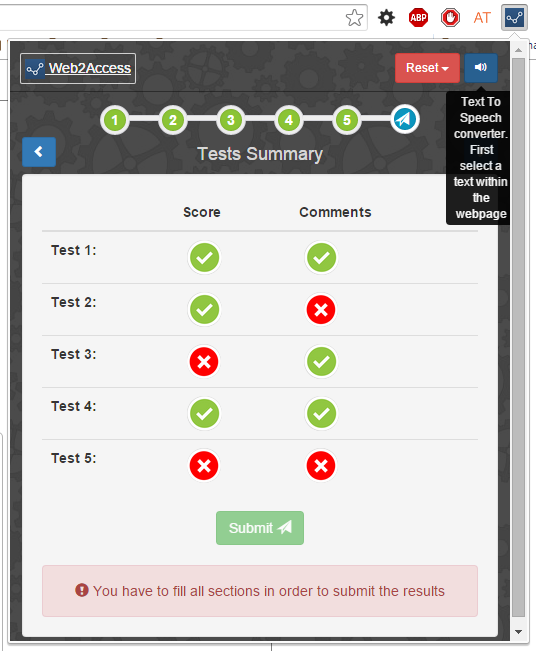 ABP
AT
Web2Access
Reset
Text To
Speech
converter.
First
select a
text within
the
webpage
1 2 3 4 5
Tests Summary
Score Comments
Test 1:
Test 2:
Test 3:
Test 4:
Test 5:
Submit
You have to fill all sections in order to submit the results